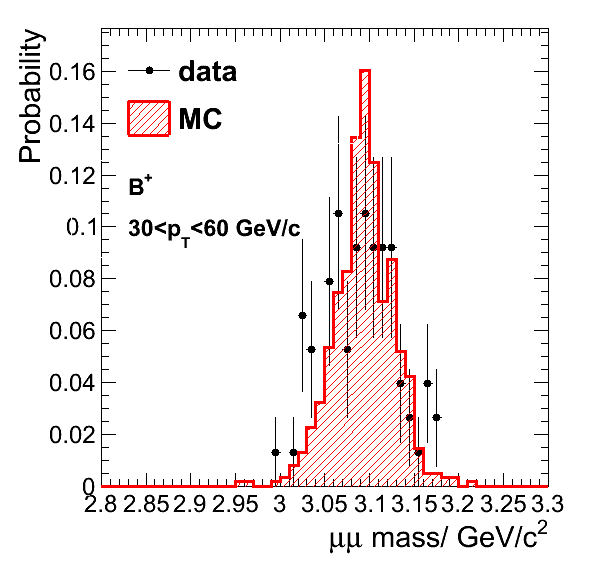 Probability
0.16
0.14
0.12
0.1
0.08
0.06
0.04
0.02
0
data
MC
B⁺
30<p_T<60 GeV/c
2.8 2.85 2.9 2.95 3 3.05 3.1 3.15 3.2 3.25 3.3
μμ mass/ GeV/c²